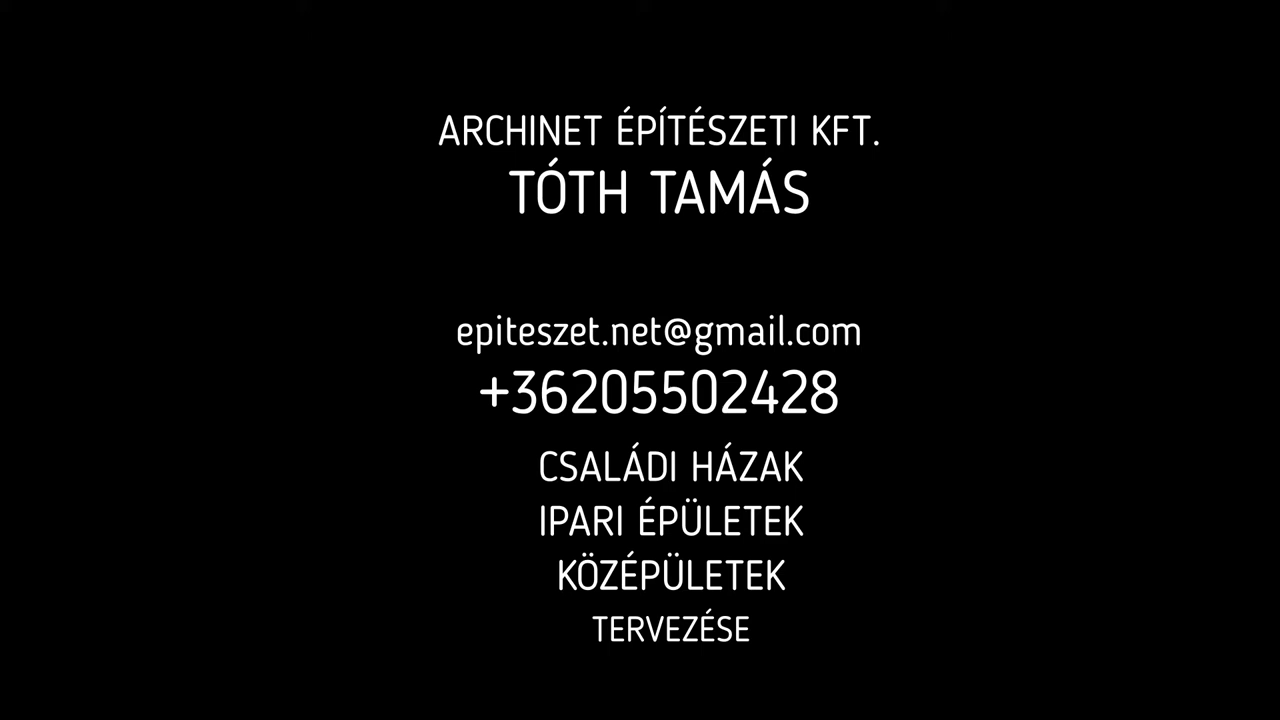 ARCHINET ÉPÍTÉSZETI KFT.
TÓTH TAMÁS
epiteszet.net@gmail.com
+36205502428
CSALÁDI HÁZAK
IPARI ÉPÜLETEK
KÖZÉPÜLETEK
TERVEZÉSE